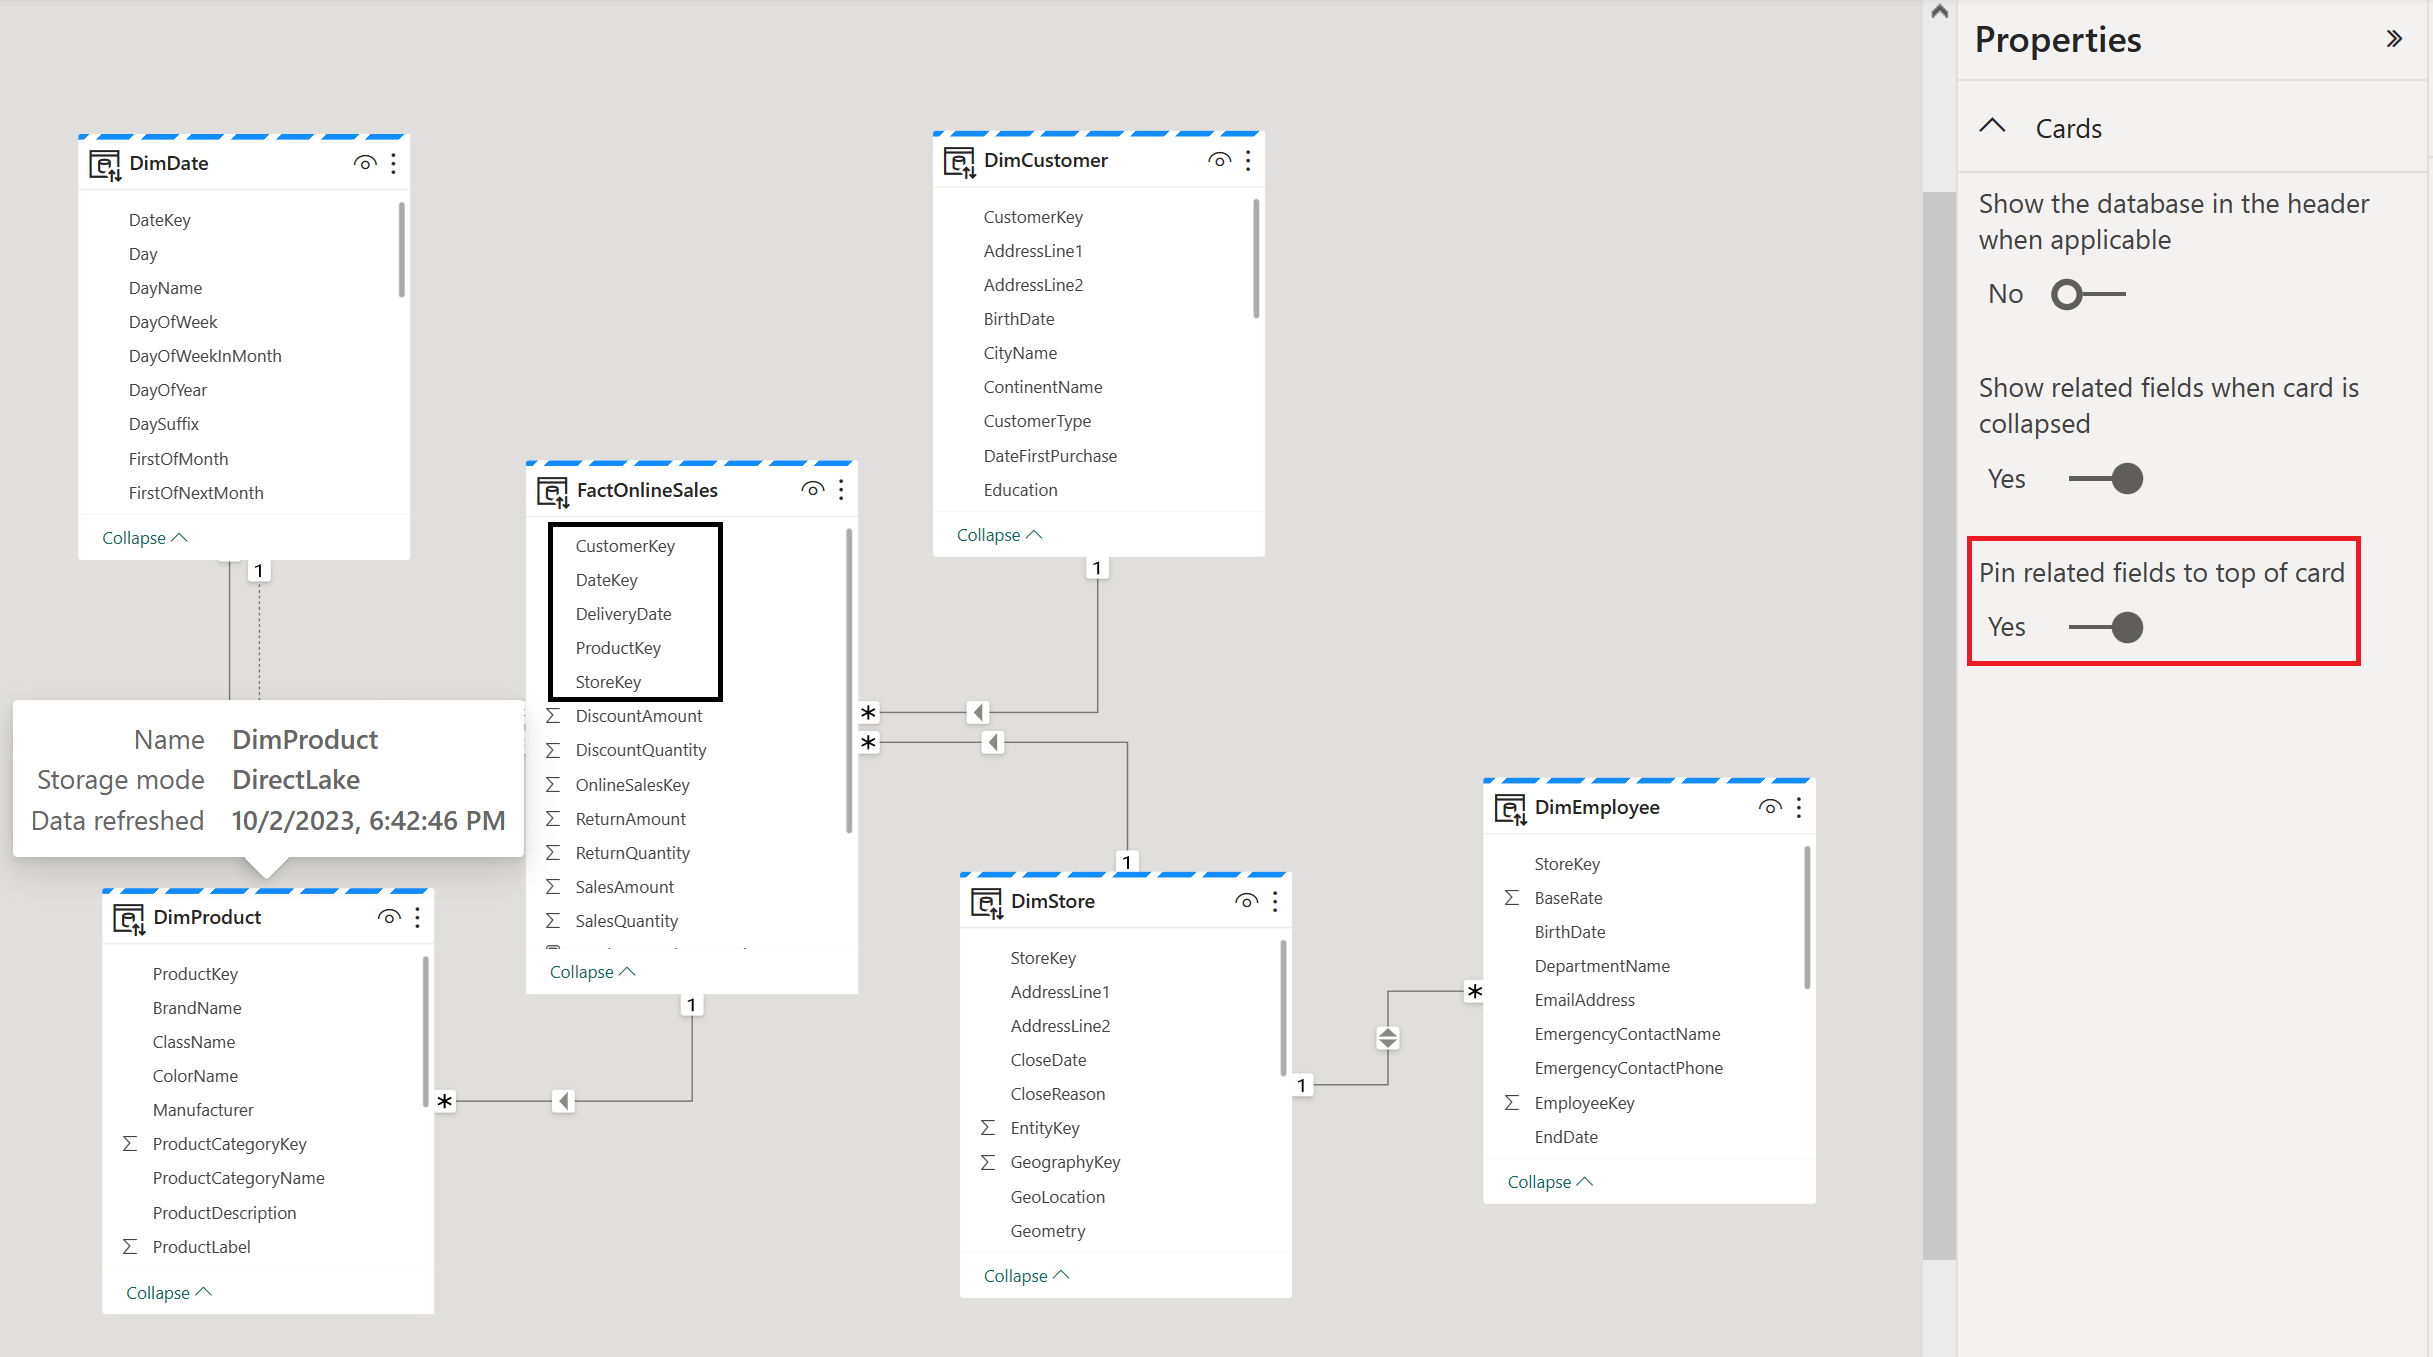 Properties
Cards
Show the database in the header
when applicable
No
Show related fields when card is
collapsed
Yes
Pin related fields to top of card
Yes
DimDate
DateKey
Day
DayName
DayOfWeek
DayOfWeekInMonth
DayOfYear
DaySuffix
FirstOfMonth
FirstOfNextMonth
Collapse
1
DimCustomer
CustomerKey
AddressLine1
AddressLine2
BirthDate
CityName
ContinentName
CustomerType
DateFirstPurchase
Education
Collapse
1
FactOnlineSales
CustomerKey
DateKey
DeliveryDate
ProductKey
StoreKey
DiscountAmount
DiscountQuantity
OnlineSalesKey
ReturnAmount
ReturnQuantity
SalesAmount
SalesQuantity
Collapse
1
*
*
1
Name DimProduct
Storage mode DirectLake
Data refreshed 10/2/2023, 6:42:46 PM
DimProduct
ProductKey
BrandName
ClassName
ColorName
Manufacturer
ProductCategoryKey
ProductCategoryName
ProductDescription
ProductLabel
Collapse
*
DimStore
StoreKey
AddressLine1
AddressLine2
CloseDate
CloseReason
EntityKey
GeographyKey
GeoLocation
Geometry
Collapse
1
*
DimEmployee
StoreKey
BaseRate
BirthDate
DepartmentName
EmailAddress
EmergencyContactName
EmergencyContactPhone
EmployeeKey
EndDate
Collapse